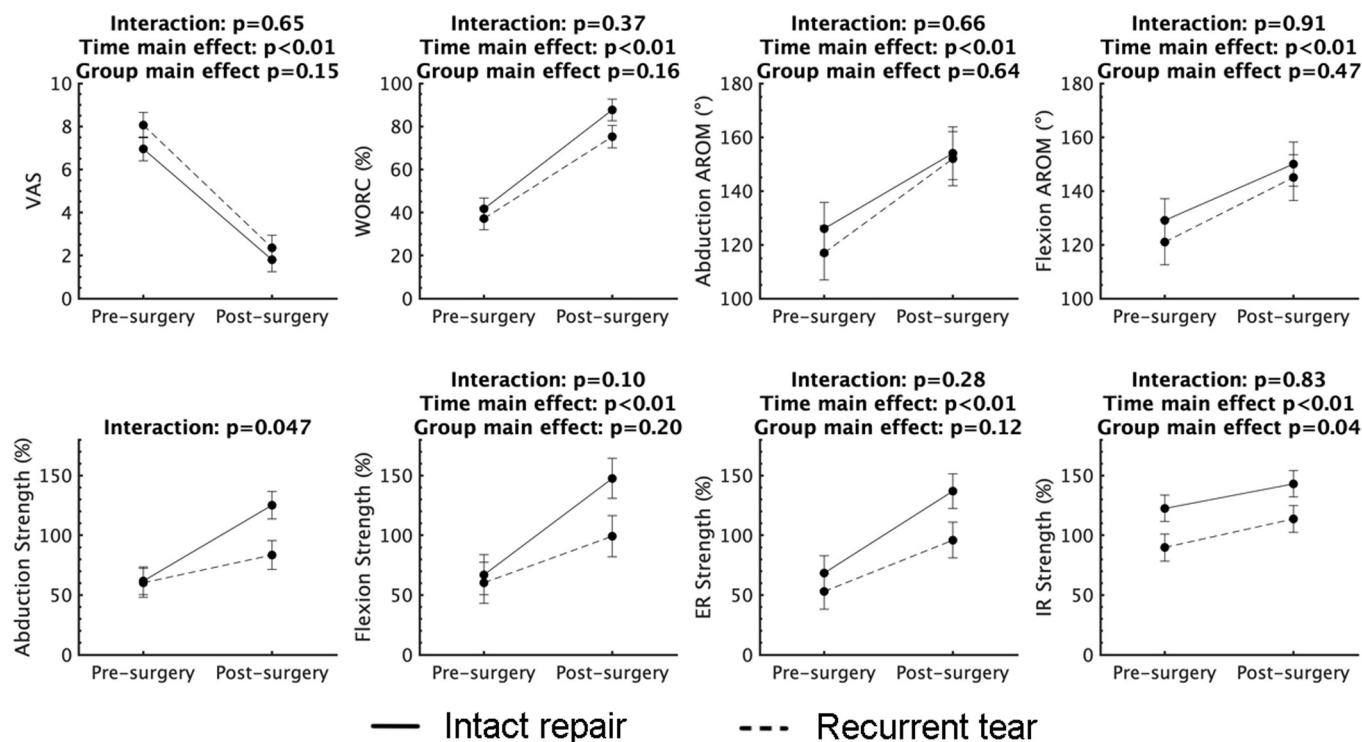 Interaction: p=0.65
Time main effect: p<0.01
Group main effect: p=0.15
10
8
6
4
2
0
VAS
Pre-surgery Post-surgery
Interaction: p=0.37
Time main effect: p<0.01
Group main effect: p=0.16
100
80
60
40
20
0
WORC (%)
Pre-surgery Post-surgery
Interaction: p=0.66
Time main effect: p<0.01
Group main effect: p=0.64
180
160
140
120
100
Abduction AROM (°)
Pre-surgery Post-surgery
Interaction: p=0.91
Time main effect: p<0.01
Group main effect: p=0.47
180
160
140
120
100
Flexion AROM (°)
Pre-surgery Post-surgery
Interaction: p=0.047
150
100
50
0
Abduction Strength (%)
Pre-surgery Post-surgery
Interaction: p=0.10
Time main effect: p<0.01
Group main effect: p=0.20
150
100
50
0
Flexion Strength (%)
Pre-surgery Post-surgery
Interaction: p=0.28
Time main effect: p<0.01
Group main effect: p=0.12
150
100
50
0
ER Strength (%)
Pre-surgery Post-surgery
Interaction: p=0.83
Time main effect: p<0.01
Group main effect p=0.04
150
100
50
0
IR Strength (%)
Pre-surgery Post-surgery
Intact repair
Recurrent tear